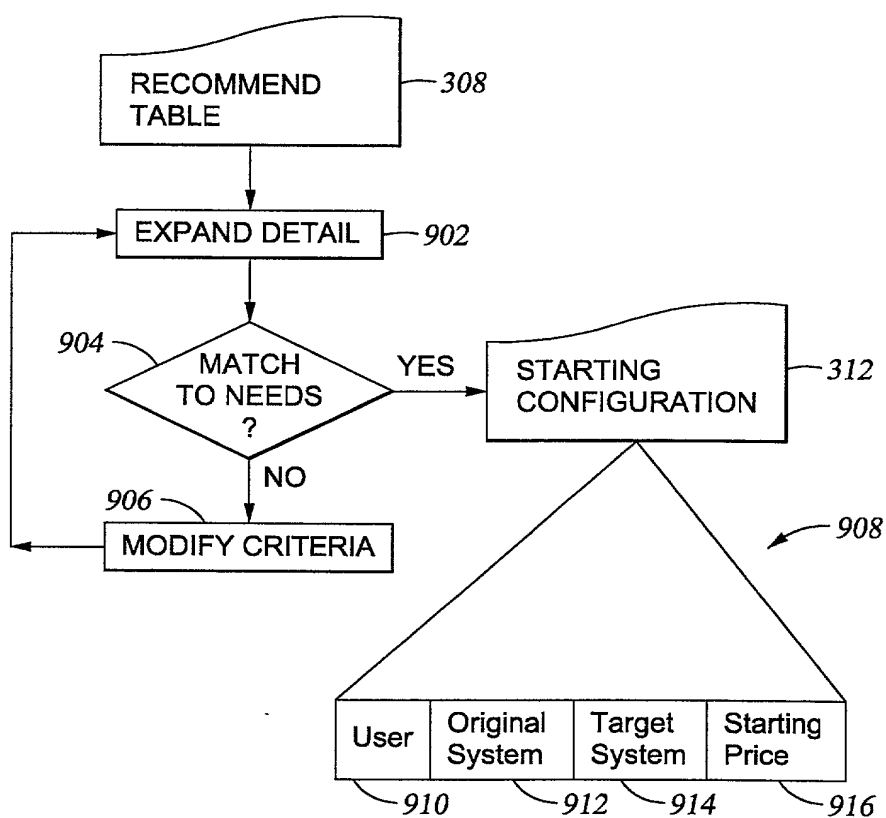 RECOMMEND
TABLE
308
EXPAND DETAIL
902
904
MATCH
TO NEEDS
?
YES
STARTING
CONFIGURATION
312
NO
906
MODIFY CRITERIA
908
User
Original
System
Target
System
Starting
Price
910
912
914
916